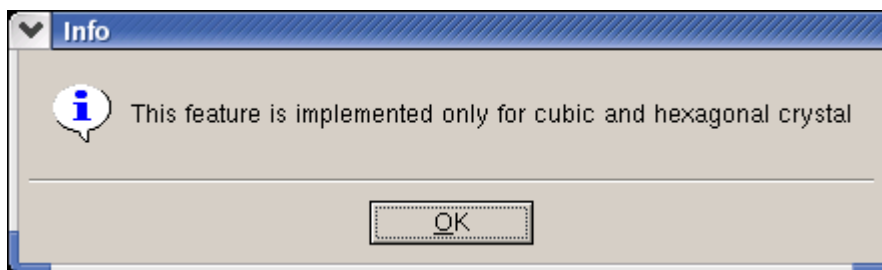 Info
This feature is implemented only for cubic and hexagonal crystal
OK